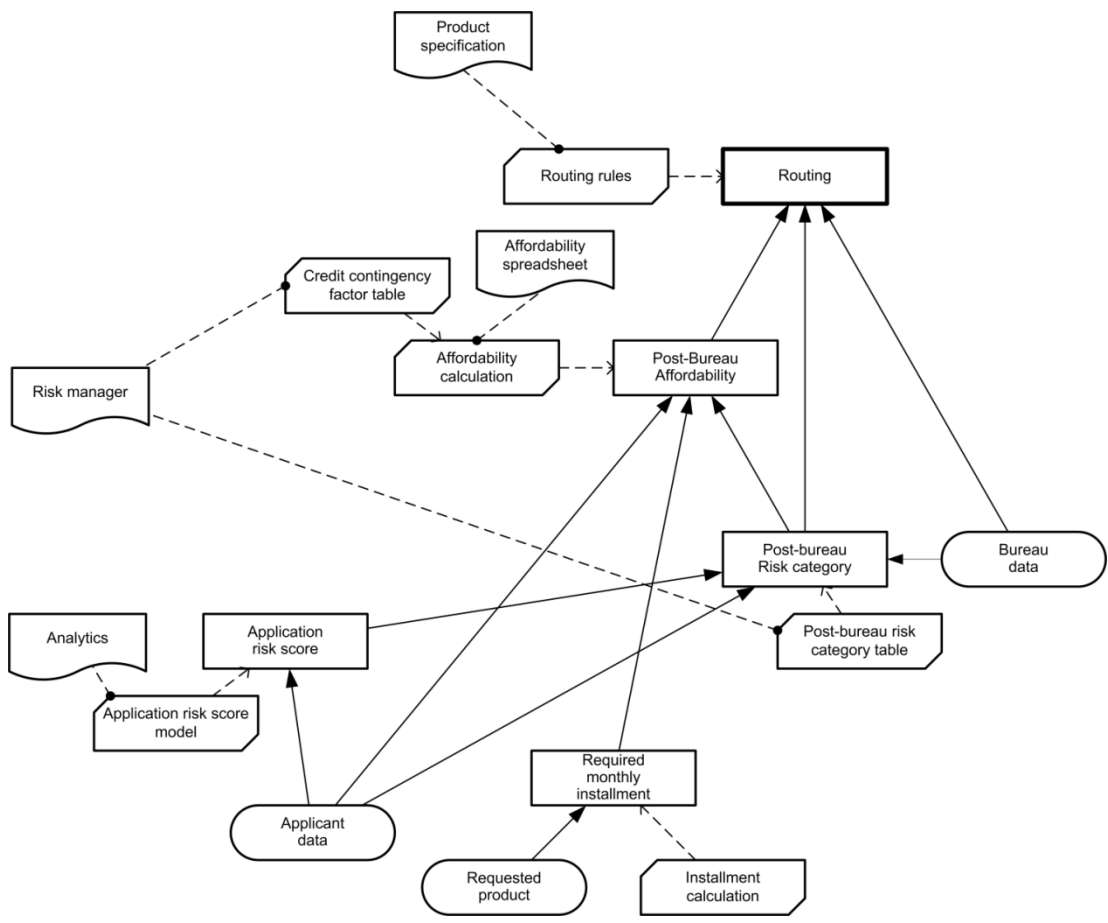 Product
specification
Routing rules
Routing
Affordability
spreadsheet
Credit contingency
factor table
Affordability
calculation
Post-Bureau
Affordability
Risk manager
Post-bureau
Risk category
Bureau
data
Analytics
Application
risk score
Post-bureau risk
category table
Application risk score
model
Required
monthly
installment
Applicant
data
Requested
product
Installment
calculation